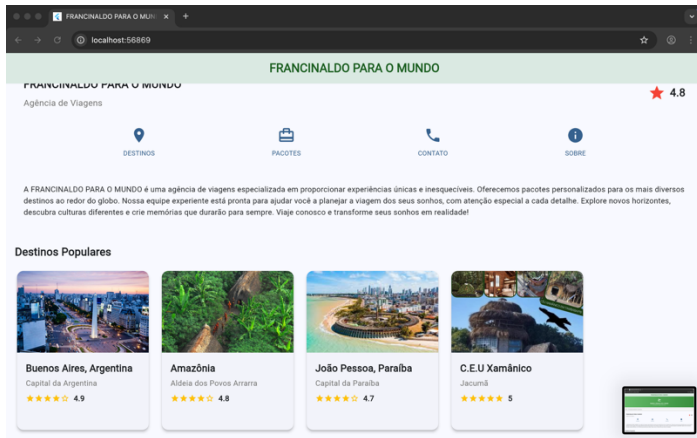 FRANCINALDO PARA O MUN
localhost:56869
FRANCINALDO PARA O MUNDO
FRANCINALDO PARA O MUNDO
Agência de Viagens
4.8
DESTINOS
PACOTES
CONTATO
SOBRE
A FRANCINALDO PARA O MUNDO é uma agência de viagens especializada em proporcionar experiências únicas e inesquecíveis. Oferecemos pacotes personalizados para os mais diversos
destinos ao redor do globo. Nossa equipe experiente está pronta para ajudar você a planejar a viagem dos seus sonhos, com atenção especial a cada detalhe. Explore novos horizontes,
descubra culturas diferentes e crie memórias que durarão para sempre. Viaje conosco e transforme seus sonhos em realidade!
Destinos Populares
Buenos Aires, Argentina
Capital da Argentina
4.9
Amazônia
Aldeia dos Povos Arrarra
4.8
João Pessoa, Paraíba
Capital da Paraíba
4.7
C.E.U Xamânico
Jacumã
5